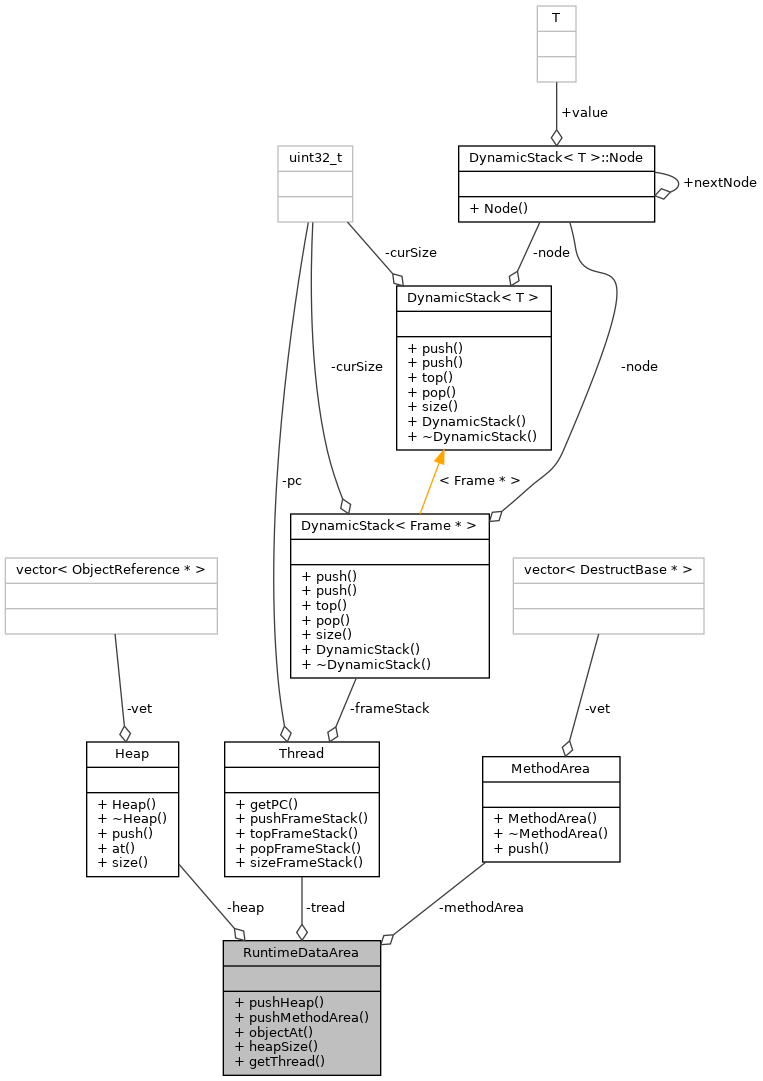 T
+value
uint32_t
DynamicStack< T >::Node
+ Node()
+nextNode
-curSize
-node
DynamicStack< T >
+ push()
+ push()
+ top()
+ pop()
+ size()
+ DynamicStack()
+ ~DynamicStack()
-curSize
-node
-pc
< Frame * >
DynamicStack< Frame * >
+ push()
+ push()
+ top()
+ pop()
+ size()
+ DynamicStack()
+ ~DynamicStack()
vector< ObjectReference * >
vector< DestructBase * >
-vet
-frameStack
-vet
Heap
+ Heap()
+ ~Heap()
+ push()
+ at()
+ size()
Thread
+ getPC()
+ pushFrameStack()
+ topFrameStack()
+ popFrameStack()
+ sizeFrameStack()
MethodArea
+ MethodArea()
+ ~MethodArea()
+ push()
-heap
-tread
-methodArea
RuntimeDataArea
+ pushHeap()
+ pushMethodArea()
+ objectAt()
+ heapSize()
+ getThread()